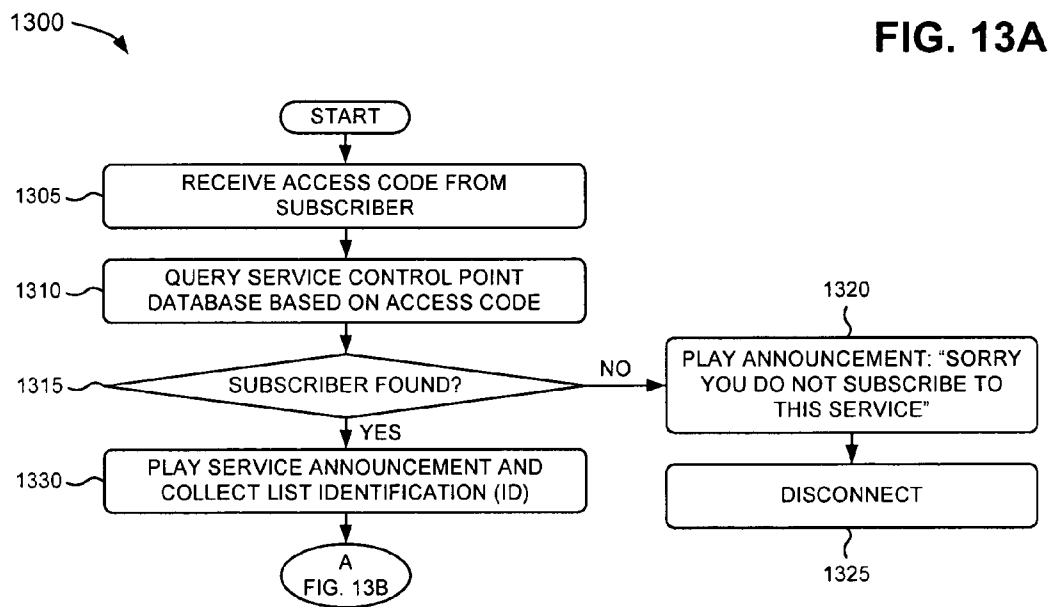 1300
FIG. 13A
START
1305
RECEIVE ACCESS CODE FROM
SUBSCRIBER
1310
QUERY SERVICE CONTROL POINT
DATABASE BASED ON ACCESS CODE
1315
SUBSCRIBER FOUND?
NO
1320
PLAY ANNOUNCEMENT: “SORRY
YOU DO NOT SUBSCRIBE TO
THIS SERVICE”
YES
1330
PLAY SERVICE ANNOUNCEMENT AND
COLLECT LIST IDENTIFICATION (ID)
DISCONNECT
1325
A
FIG. 13B